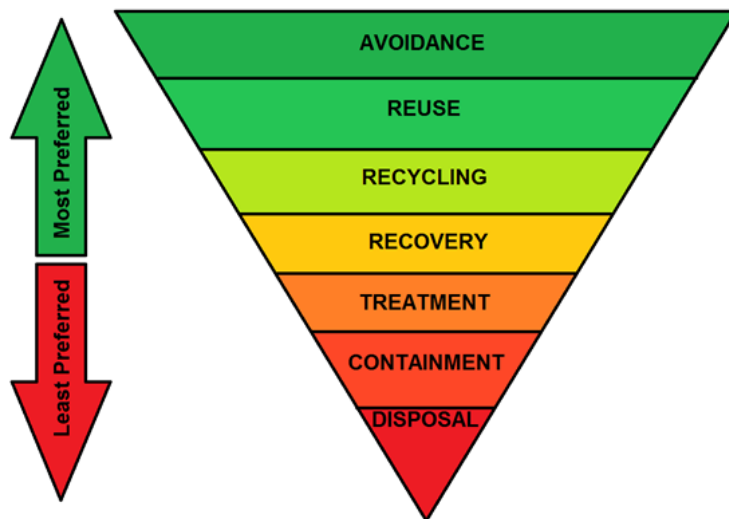 AVOIDANCE
REUSE
RECYCLING
RECOVERY
TREATMENT
CONTAINMENT
DISPOSAL
Most Preferred
Least Preferred